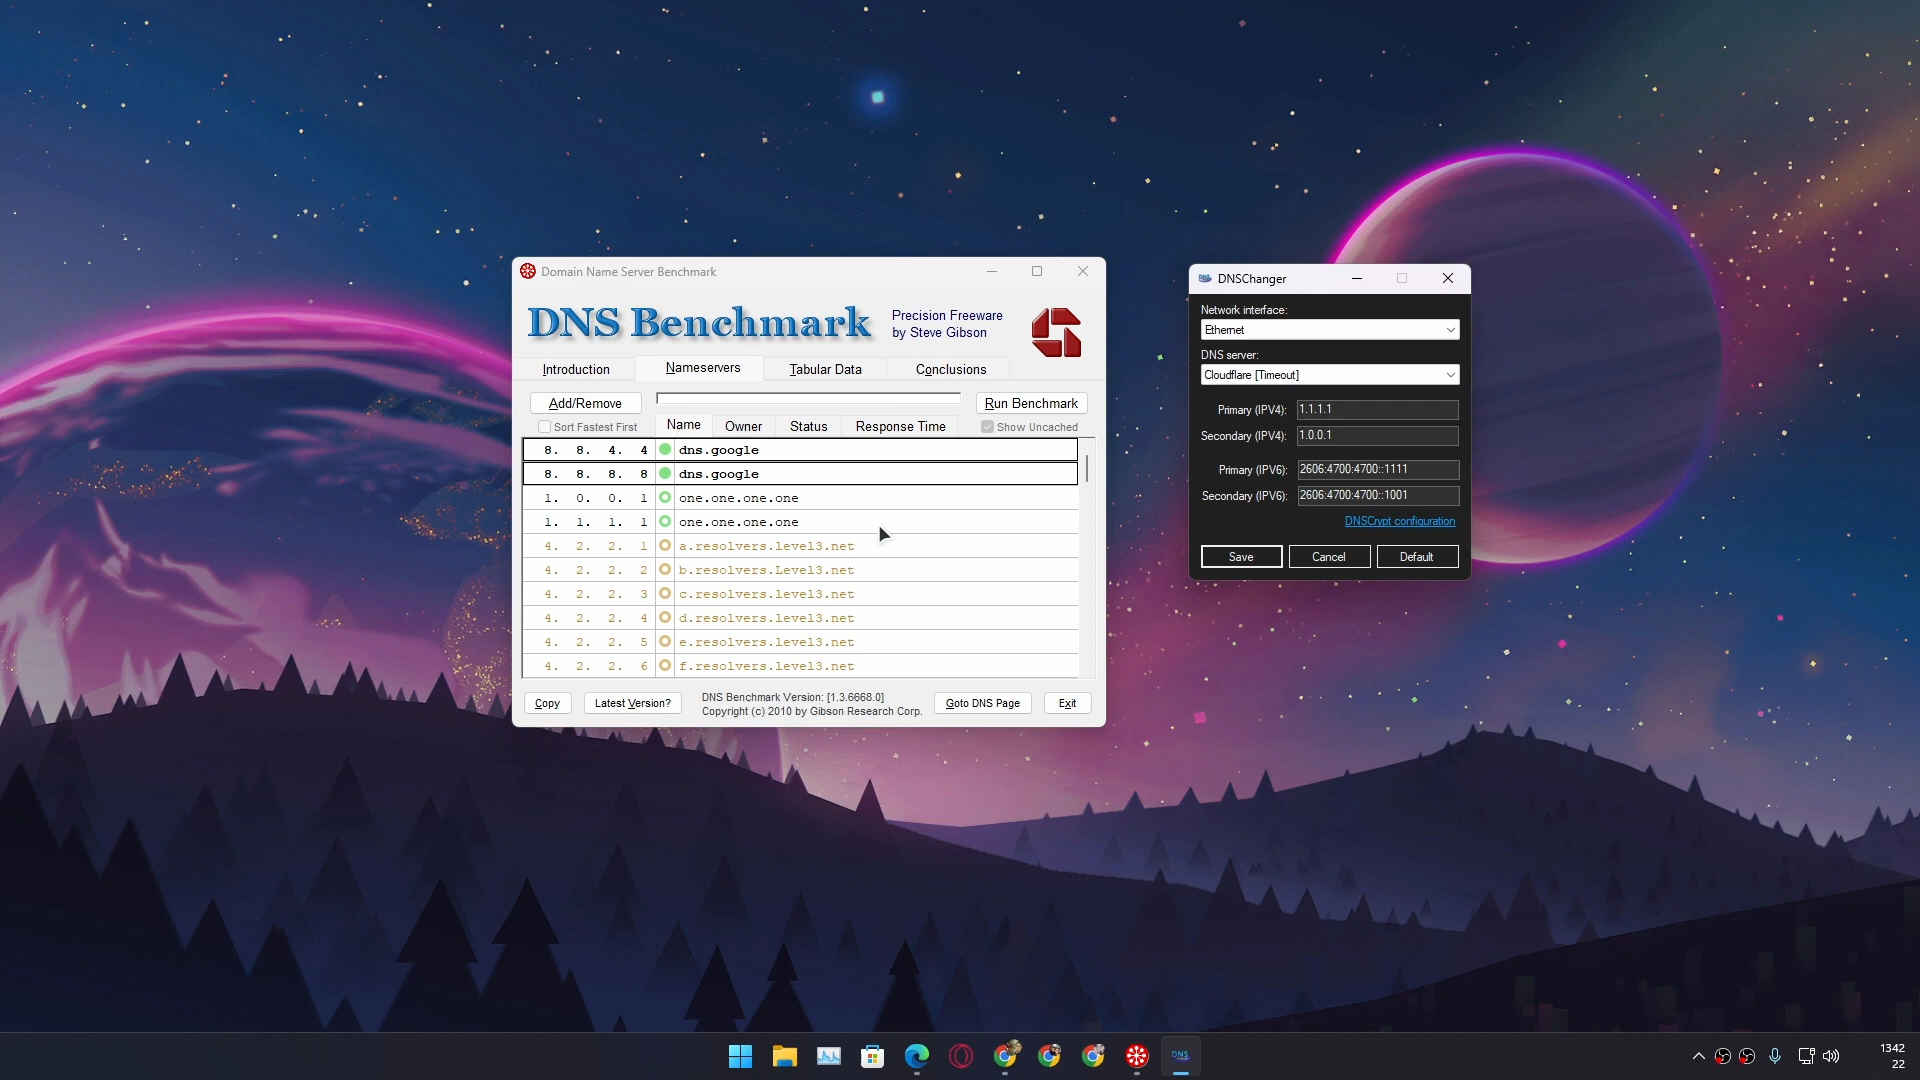 Domain Name Server Benchmark
DNS Benchmark
Precision Freeware
by Steve Gibson
Introduction
Nameservers
Tabular Data
Conclusions
Add/Remove
Run Benchmark
Sort Fastest First
Name
Owner
Status
Response Time
Show Uncached
8. 8. 4. 4 dns.google
8. 8. 8. 8 dns.google
1. 0. 0. 1 one.one.one.one
1. 1. 1. 1 one.one.one.one
4. 2. 2. 1 a.resolvers.level3.net
4. 2. 2. 2 b.resolvers.Level3.net
4. 2. 2. 3 c.resolvers.level3.net
4. 2. 2. 4 d.resolvers.level3.net
4. 2. 2. 5 e.resolvers.level3.net
4. 2. 2. 6 f.resolvers.level3.net
Copy
Latest Version?
DNS Benchmark Version: [1.3.6668.0]
Copyright (c) 2010 by Gibson Research Corp.
Goto DNS Page
Exit
DNSChanger
Network interface:
Ethernet
DNS server:
Cloudflare [Timeout]
Primary (IPV4): 1.1.1.1
Secondary (IPV4): 1.0.0.1
Primary (IPV6): 2606:4700:4700::1111
Secondary (IPV6): 2606:4700:4700::1001
DNSCrypt configuration
Save
Cancel
Default
DNS
1342
22